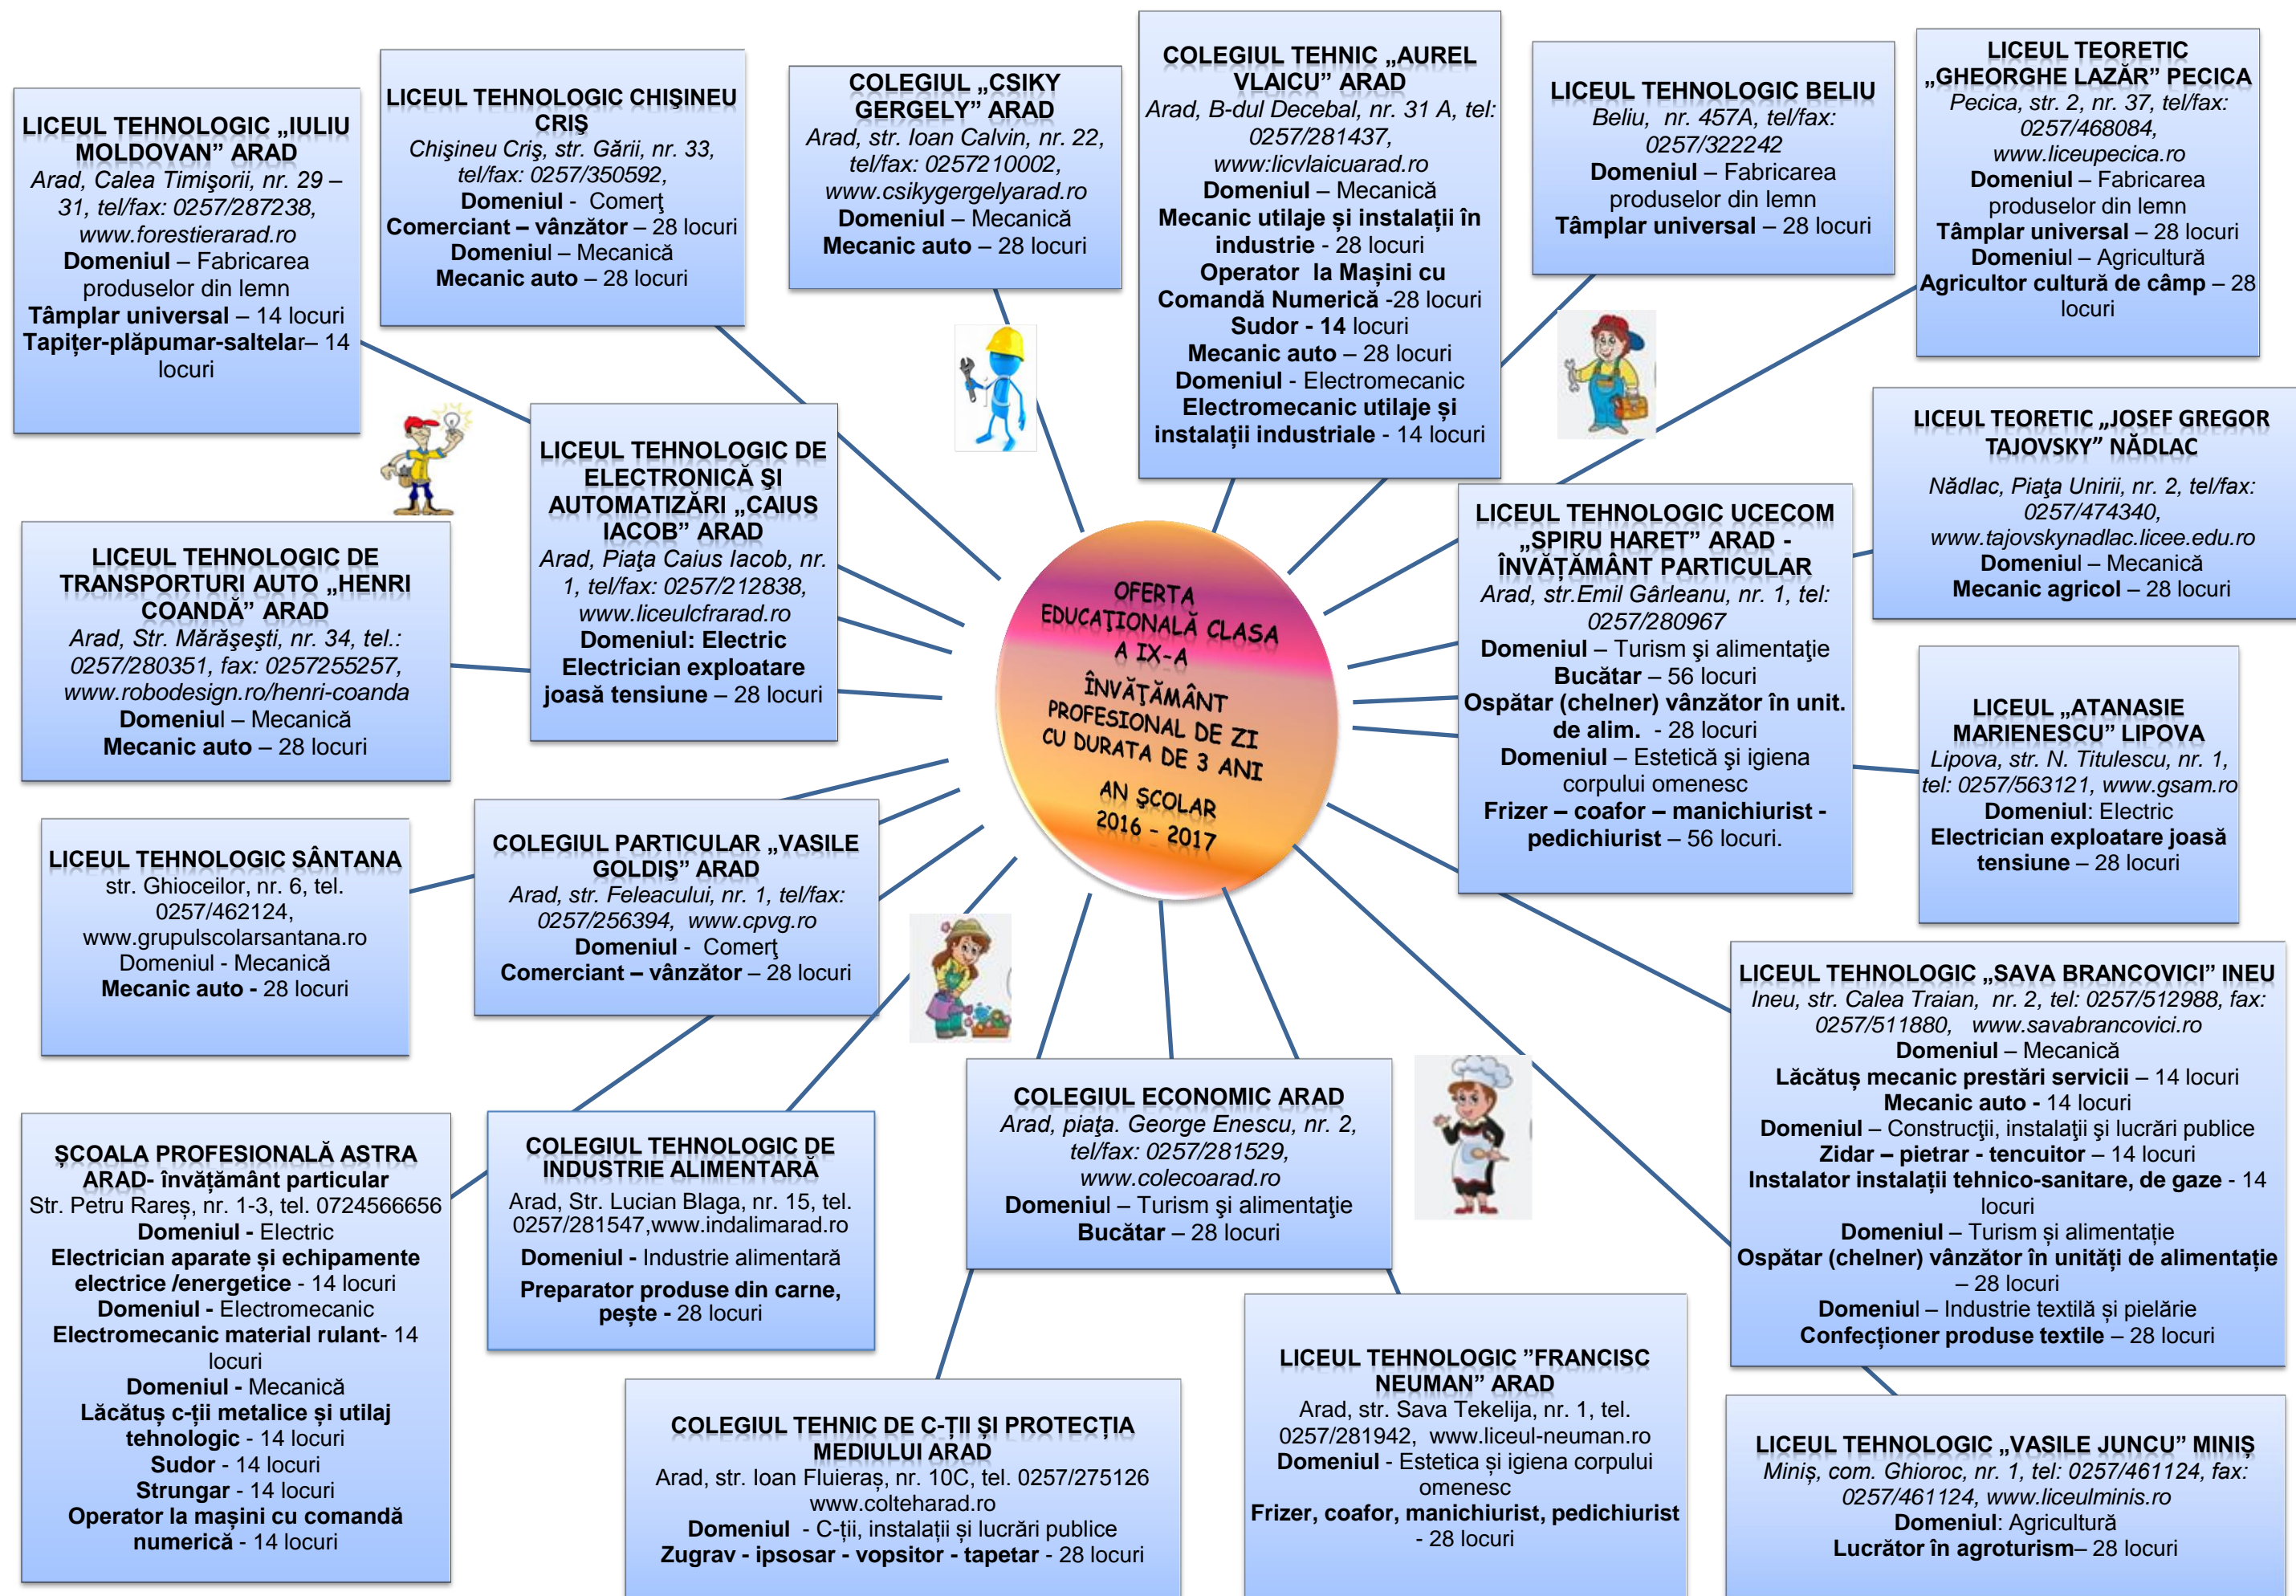 LICEUL TEHNOLOGIC „IULIU
MOLDOVAN” ARAD
Arad, Calea Timişorii, nr. 29 –
31, tel/fax: 0257/287238,
www.forestierarad.ro
Domeniul – Fabricarea
produselor din lemn
Tâmplar universal – 14 locuri
Tapițer-plăpumar-saltelar– 14
locuri
LICEUL TEHNOLOGIC CHIŞINEU
CRIŞ
Chişineu Criş, str. Gării, nr. 33,
tel/fax: 0257/350592,
Domeniul - Comerţ
Comerciant – vânzător – 28 locuri
Domeniul – Mecanică
Mecanic auto – 28 locuri
COLEGIUL „CSIKY
GERGELY” ARAD
Arad, str. Ioan Calvin, nr. 22,
tel/fax: 0257210002,
www.csikygergelyarad.ro
Domeniul – Mecanică
Mecanic auto – 28 locuri
COLEGIUL TEHNIC „AUREL
VLAICU” ARAD
Arad, B-dul Decebal, nr. 31 A, tel:
0257/281437,
www:licvlaicuarad.ro
Domeniul – Mecanică
Mecanic utilaje și instalații în
industrie - 28 locuri
Operator la Mașini cu
Comandă Numerică -28 locuri
Sudor - 14 locuri
Mecanic auto – 28 locuri
Domeniul - Electromecanic
Electromecanic utilaje și
instalații industriale - 14 locuri
LICEUL TEHNOLOGIC BELIU
Beliu, nr. 457A, tel/fax:
0257/322242
Domeniul – Fabricarea
produselor din lemn
Tâmplar universal – 28 locuri
LICEUL TEORETIC
„GHEORGHE LAZĂR” PECICA
Pecica, str. 2, nr. 37, tel/fax:
0257/468084,
www.liceupecica.ro
Domeniul – Fabricarea
produselor din lemn
Tâmplar universal – 28 locuri
Domeniul – Agricultură
Agricultor cultură de câmp – 28
locuri
LICEUL TEHNOLOGIC DE
ELECTRONICĂ ŞI
AUTOMATIZĂRI „CAIUS
IACOB” ARAD
Arad, Piaţa Caius Iacob, nr.
1, tel/fax: 0257/212838,
www.liceulcfrarad.ro
Domeniul: Electric
Electrician exploatare
joasă tensiune – 28 locuri
LICEUL TEORETIC „JOSEF GREGOR
TAJOVSKY” NĂDLAC
Nădlac, Piaţa Unirii, nr. 2, tel/fax:
0257/474340,
www.tajovskynadlac.licee.edu.ro
Domeniul – Mecanică
Mecanic agricol – 28 locuri
LICEUL TEHNOLOGIC UCECOM
„SPIRU HARET” ARAD -
ÎNVĂŢĂMÂNT PARTICULAR
Arad, str.Emil Gârleanu, nr. 1, tel:
0257/280967
Domeniul – Turism şi alimentaţie
Bucătar – 56 locuri
Ospătar (chelner) vânzător în unit.
de alim. - 28 locuri
Domeniul – Estetică şi igiena
corpului omenesc
Frizer – coafor – manichiurist -
pedichiurist – 56 locuri.
LICEUL TEHNOLOGIC DE
TRANSPORTURI AUTO „HENRI
COANDĂ” ARAD
Arad, Str. Mărăşeşti, nr. 34, tel.:
0257/280351, fax: 0257255257,
www.robodesign.ro/henri-coanda
Domeniul – Mecanică
Mecanic auto – 28 locuri
OFERTA
EDUCAŢIONALĂ CLASA
A IX-A
ÎNVĂŢĂMÂNT
PROFESIONAL DE ZI
CU DURATA DE 3 ANI
AN ŞCOLAR
2016 - 2017
LICEUL „ATANASIE
MARIENESCU” LIPOVA
Lipova, str. N. Titulescu, nr. 1,
tel: 0257/563121, www.gsam.ro
Domeniul: Electric
Electrician exploatare joasă
tensiune – 28 locuri
LICEUL TEHNOLOGIC SÂNTANA
str. Ghioceilor, nr. 6, tel.
0257/462124,
www.grupulscolarsantana.ro
Domeniul - Mecanică
Mecanic auto - 28 locuri
COLEGIUL PARTICULAR „VASILE
GOLDIŞ” ARAD
Arad, str. Feleacului, nr. 1, tel/fax:
0257/256394, www.cpvg.ro
Domeniul - Comerţ
Comerciant – vânzător – 28 locuri
LICEUL TEHNOLOGIC „SAVA BRANCOVICI” INEU
Ineu, str. Calea Traian, nr. 2, tel: 0257/512988, fax:
0257/511880, www.savabrancovici.ro
Domeniul – Mecanică
Lăcătuș mecanic prestări servicii – 14 locuri
Mecanic auto - 14 locuri
Domeniul – Construcţii, instalaţii şi lucrări publice
Zidar – pietrar - tencuitor – 14 locuri
Instalator instalații tehnico-sanitare, de gaze - 14
locuri
Domeniul – Turism și alimentație
Ospătar (chelner) vânzător în unități de alimentație
– 28 locuri
Domeniul – Industrie textilă și pielărie
Confecționer produse textile – 28 locuri
ȘCOALA PROFESIONALĂ ASTRA
ARAD- învățământ particular
Str. Petru Rareș, nr. 1-3, tel. 0724566656
Domeniul - Electric
Electrician aparate și echipamente
electrice /energetice - 14 locuri
Domeniul - Electromecanic
Electromecanic material rulant- 14
locuri
Domeniul - Mecanică
Lăcătuș c-ții metalice și utilaj
tehnologic - 14 locuri
Sudor - 14 locuri
Strungar - 14 locuri
Operator la mașini cu comandă
numerică - 14 locuri
COLEGIUL TEHNOLOGIC DE
INDUSTRIE ALIMENTARĂ
Arad, Str. Lucian Blaga, nr. 15, tel.
0257/281547,www.indalimarad.ro
Domeniul - Industrie alimentară
Preparator produse din carne,
pește - 28 locuri
COLEGIUL ECONOMIC ARAD
Arad, piaţa. George Enescu, nr. 2,
tel/fax: 0257/281529,
www.colecoarad.ro
Domeniul – Turism şi alimentaţie
Bucătar – 28 locuri
COLEGIUL TEHNIC DE C-ȚII ȘI PROTECȚIA
MEDIULUI ARAD
Arad, str. Ioan Fluieraș, nr. 10C, tel. 0257/275126
www.colteharad.ro
Domeniul - C-ții, instalații și lucrări publice
Zugrav - ipsosar - vopsitor - tapetar - 28 locuri
LICEUL TEHNOLOGIC ”FRANCISC
NEUMAN” ARAD
Arad, str. Sava Tekelija, nr. 1, tel.
0257/281942, www.liceul-neuman.ro
Domeniul - Estetica și igiena corpului
omenesc
Frizer, coafor, manichiurist, pedichiurist
- 28 locuri
LICEUL TEHNOLOGIC „VASILE JUNCU” MINIȘ
Miniş, com. Ghioroc, nr. 1, tel: 0257/461124, fax:
0257/461124, www.liceulminis.ro
Domeniul: Agricultură
Lucrător în agroturism– 28 locuri